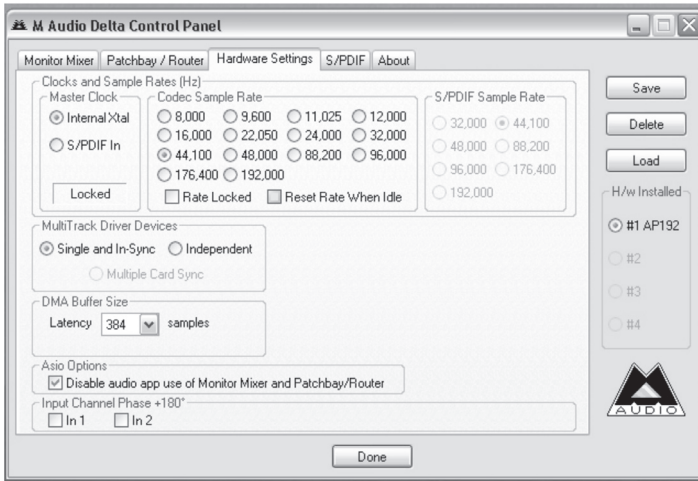 M Audio Delta Control Panel
Monitor Mixer Patchbay / Router Hardware Settings S/PDIF About
Clocks and Sample Rates (Hz)
Master Clock
Internal Xtal
S/PDIF In
Locked
Codec Sample Rate
8,000 9,600 11,025 12,000
16,000 22,050 24,000 32,000
44,100 48,000 88,200 96,000
176,400 192,000
Rate Locked Reset Rate When Idle
S/PDIF Sample Rate
32,000 44,100
48,000 88,200
96,000 176,400
192,000
MultiTrack Driver Devices
Single and In-Sync Independent
Multiple Card Sync
DMA Buffer Size
Latency 384 samples
Asio Options
Disable audio app use of Monitor Mixer and Patchbay/Router
Input Channel Phase +180°
In 1 In 2
Save
Delete
Load
H/w Installed
#1 AP192
#2
#3
#4
M AUDIO
Done